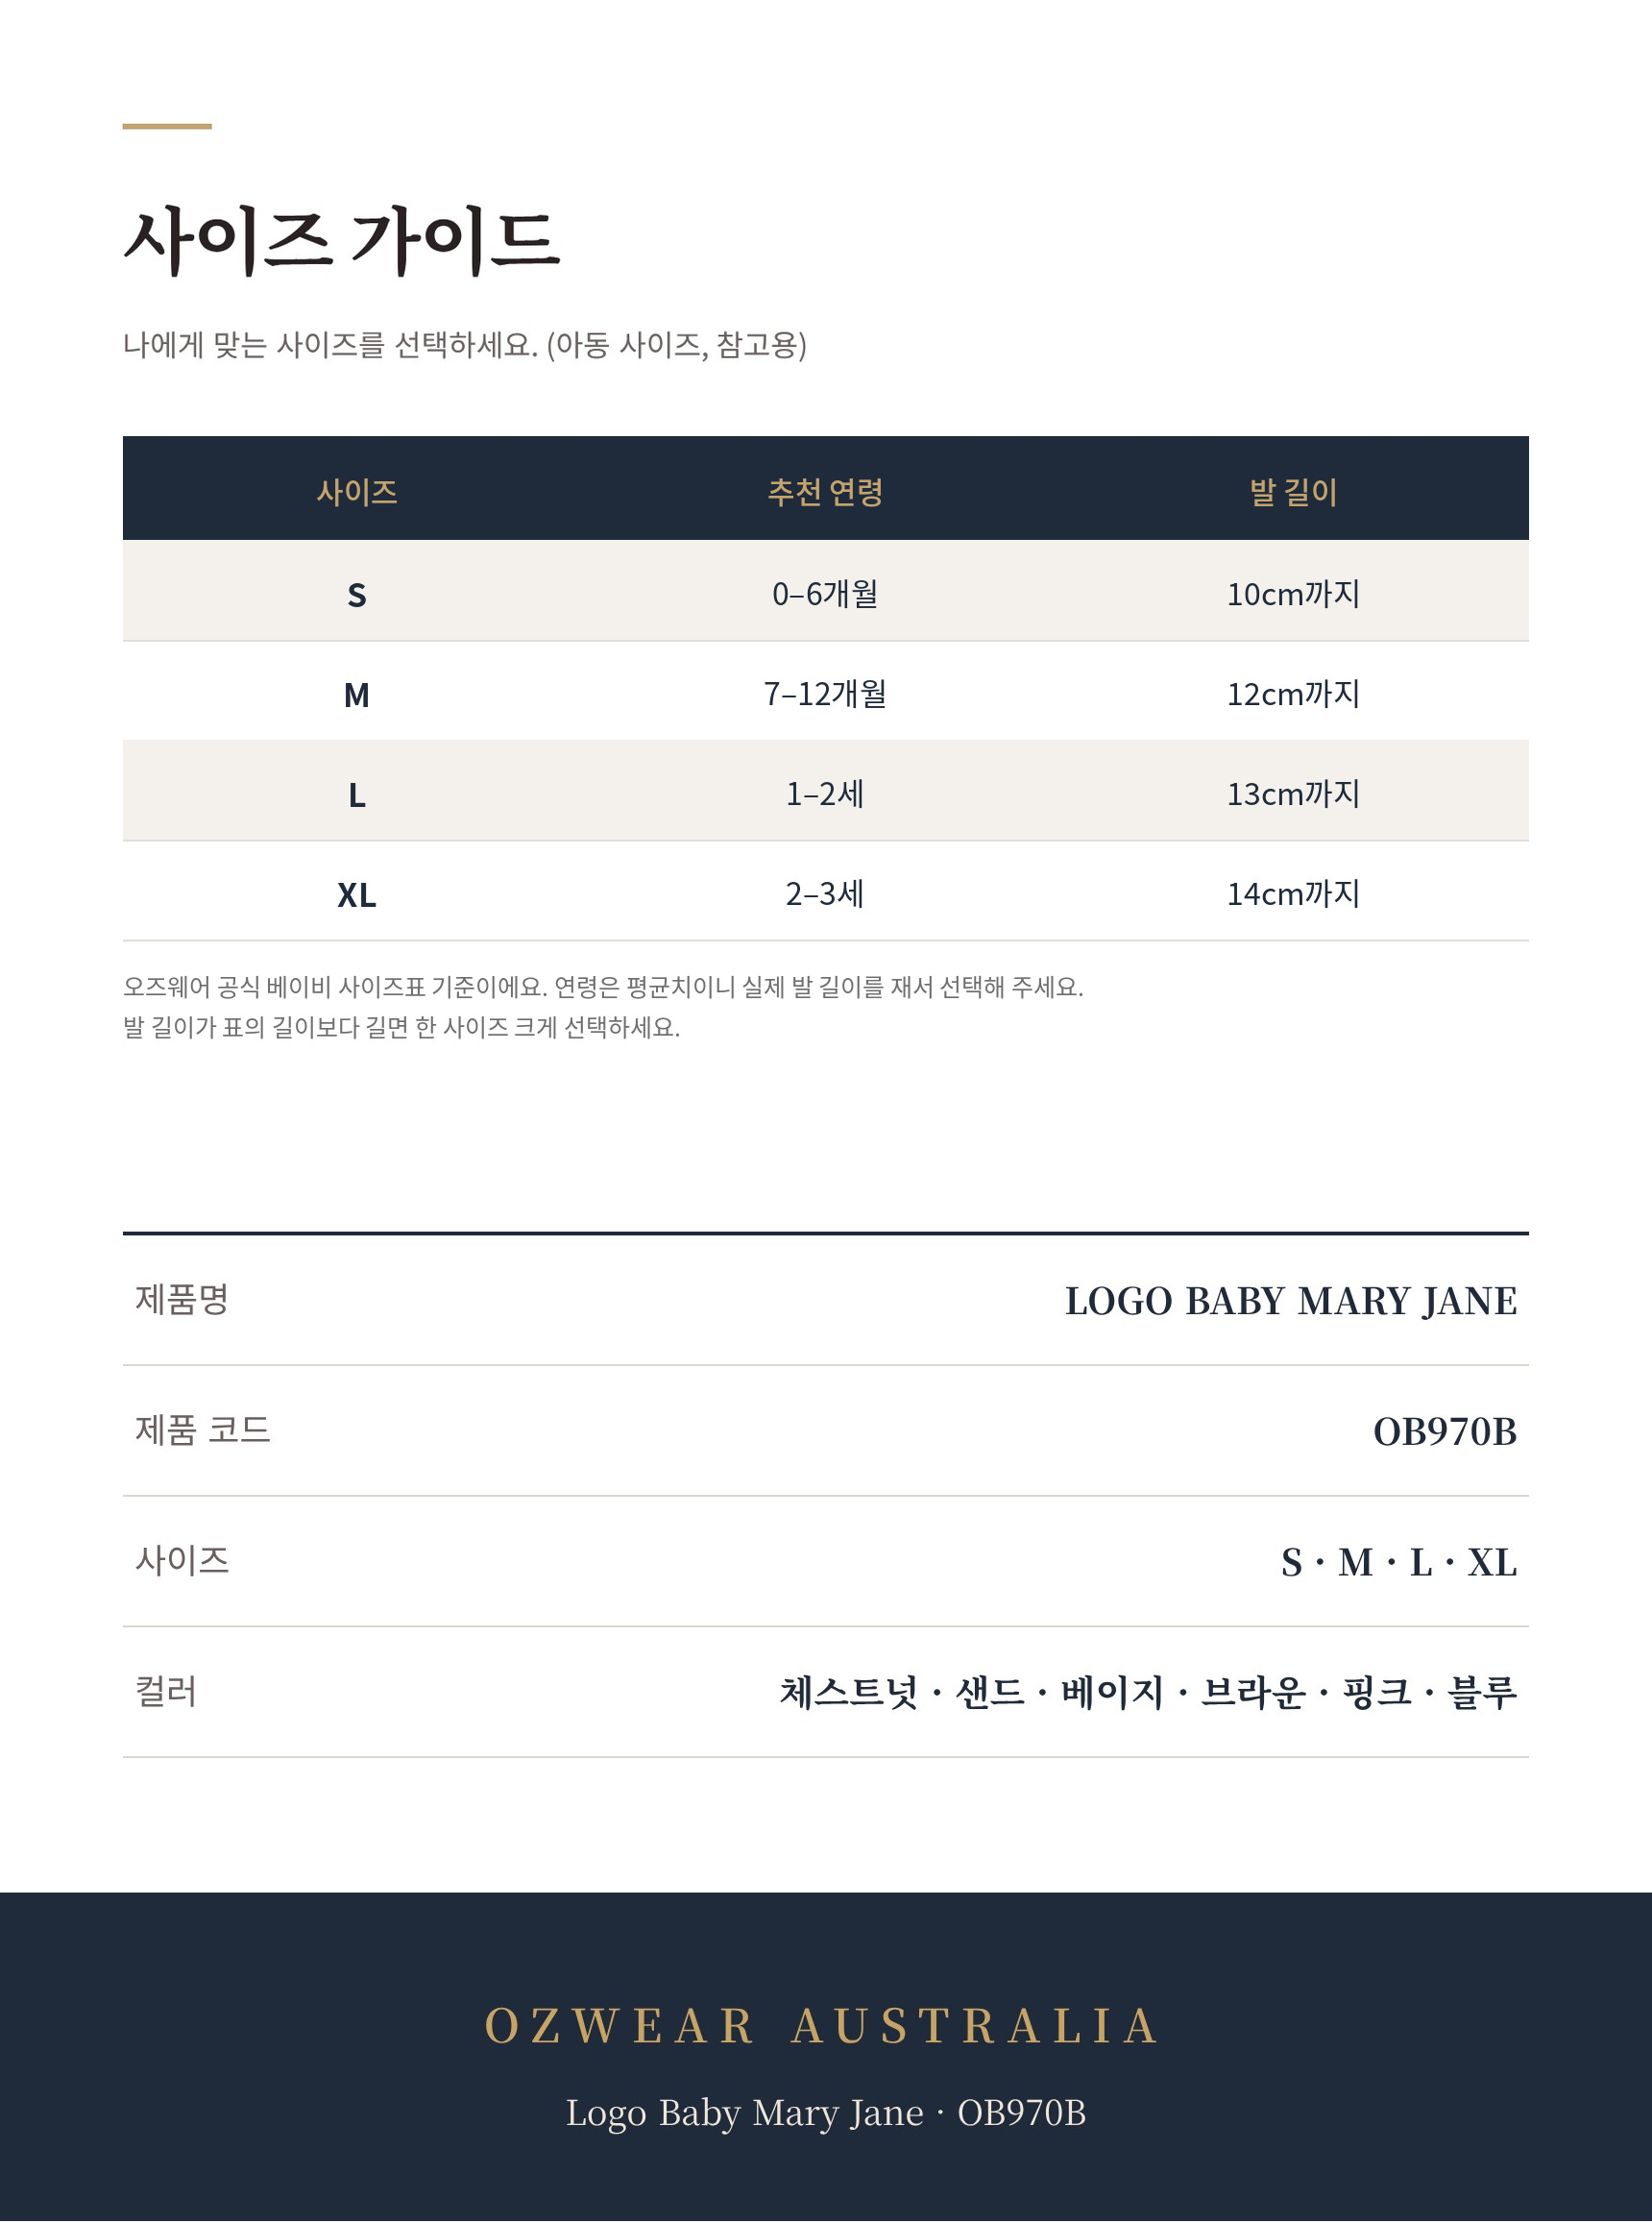 사이즈 가이드
나에게 맞는 사이즈를 선택하세요. (아동 사이즈, 참고용)
사이즈 추천 연령 발 길이
S 0–6개월 10cm까지
M 7–12개월 12cm까지
L 1–2세 13cm까지
XL 2–3세 14cm까지
오즈웨어 공식 베이비 사이즈표 기준이에요. 연령은 평균치이니 실제 발 길이를 재서 선택해 주세요.
발 길이가 표의 길이보다 길면 한 사이즈 크게 선택하세요.
제품명 LOGO BABY MARY JANE
제품 코드 OB970B
사이즈 S · M · L · XL
컬러 체스트넛 · 샌드 · 베이지 · 브라운 · 핑크 · 블루
OZWEAR AUSTRALIA
Logo Baby Mary Jane · OB970B